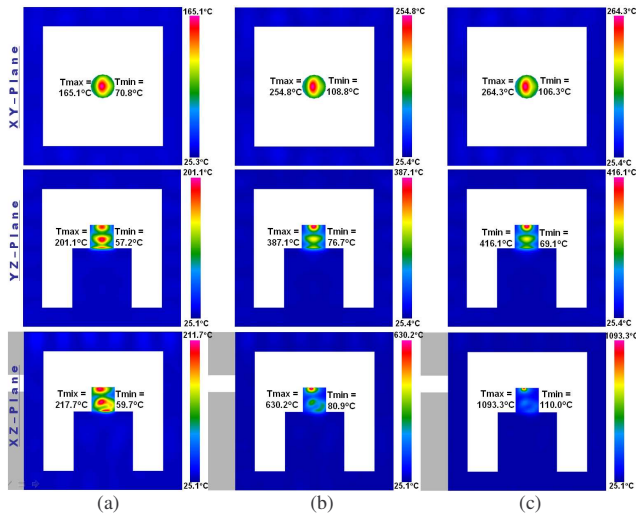 XY-Plane
165.1°C
Tmax =
165.1°C
Tmin =
70.8°C
25.3°C
254.8°C
Tmax =
254.8°C
Tmin =
108.8°C
25.4°C
264.3°C
Tmax =
264.3°C
Tmin =
106.3°C
25.4°C
YZ-Plane
201.1°C
Tmax =
201.1°C
Tmin =
57.2°C
25.1°C
387.1°C
Tmax =
387.1°C
Tmin =
76.7°C
25.4°C
416.1°C
Tmax =
416.1°C
Tmin =
69.1°C
25.4°C
XZ-Plane
211.7°C
Tmix =
217.7°C
Tmin =
59.7°C
25.1°C
630.2°C
Tmax =
630.2°C
Tmin =
80.9°C
25.1°C
1093.3°C
Tmax =
1093.3°C
Tmin =
110.0°C
25.1°C
(a)
(b)
(c)